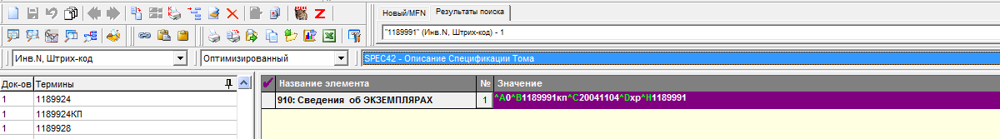 Новый/MFN Результаты поиска
"1189991" (Инв.N, Штрих-код) - 1
Инв.N, Штрих-код Оптимизированный SPEC42 - Описание Спецификации Тома
Док-ов Термины
1 1189924
1 1189924КП
1 1189928
Название элемента № Значение
910: Сведения об ЭКЗЕМПЛЯРАХ 1 ^A0^B1189991кп^C20041104^Dхр^H1189991